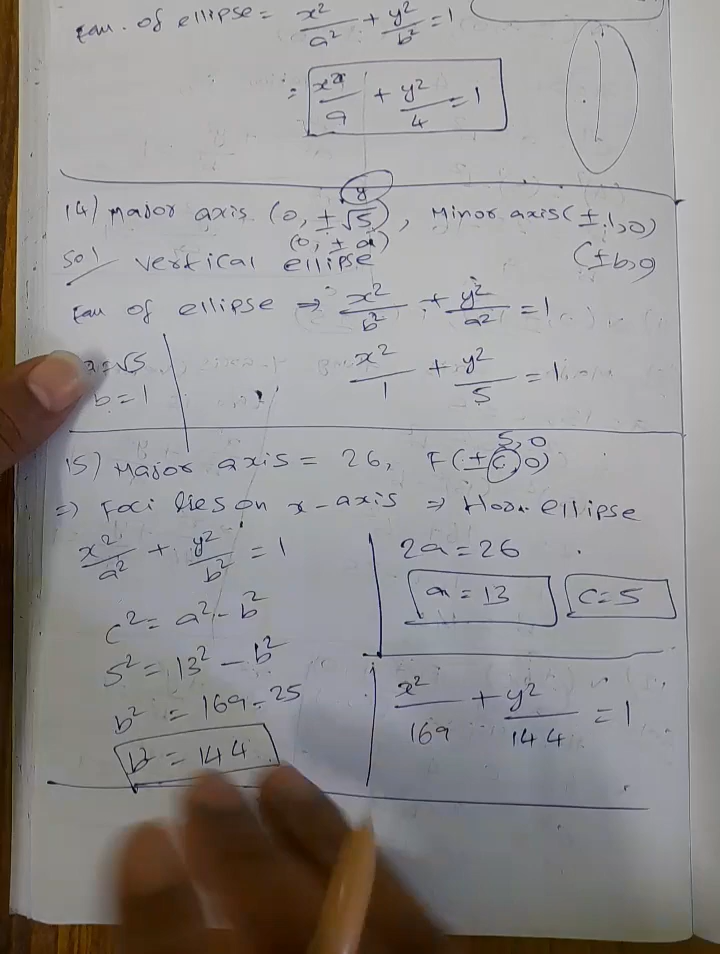 Equ. of ellipse = x²/a² + y²/b² = 1
= x²/9 + y²/4 = 1
y
14) Major axis (0, ±√5), Minor axis (±1,0)
(0, ±a)
(±b,0)
Sol vertical ellipse
Equ of ellipse ⇒ x²/b² + y²/a² = 1
a=√5
b=1
x²/1 + y²/5 = 1
5,0
15) Major axis = 26, F(±c,0)
⇒ Foci lies on x-axis ⇒ Hori. ellipse
x²/a² + y²/b² = 1
c² = a² - b²
5² = 13² - b²
b² = 169 - 25
b² = 144
2a = 26
a = 13
c = 5
x²/169 + y²/144 = 1